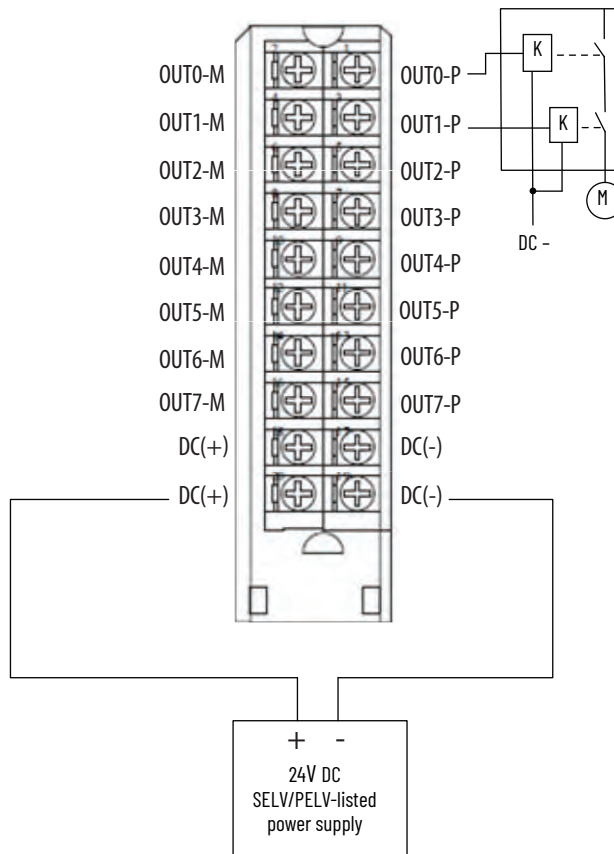 OUT0-M
OUT0-P
K
OUT1-M
OUT1-P
K
OUT2-M
OUT2-P
M
OUT3-M
OUT3-P
DC -
OUT4-M
OUT4-P
OUT5-M
OUT5-P
OUT6-M
OUT6-P
OUT7-M
OUT7-P
DC(+)
DC(-)
DC(+)
DC(-)
+ -
24V DC
SELV/PELV-listed
power supply